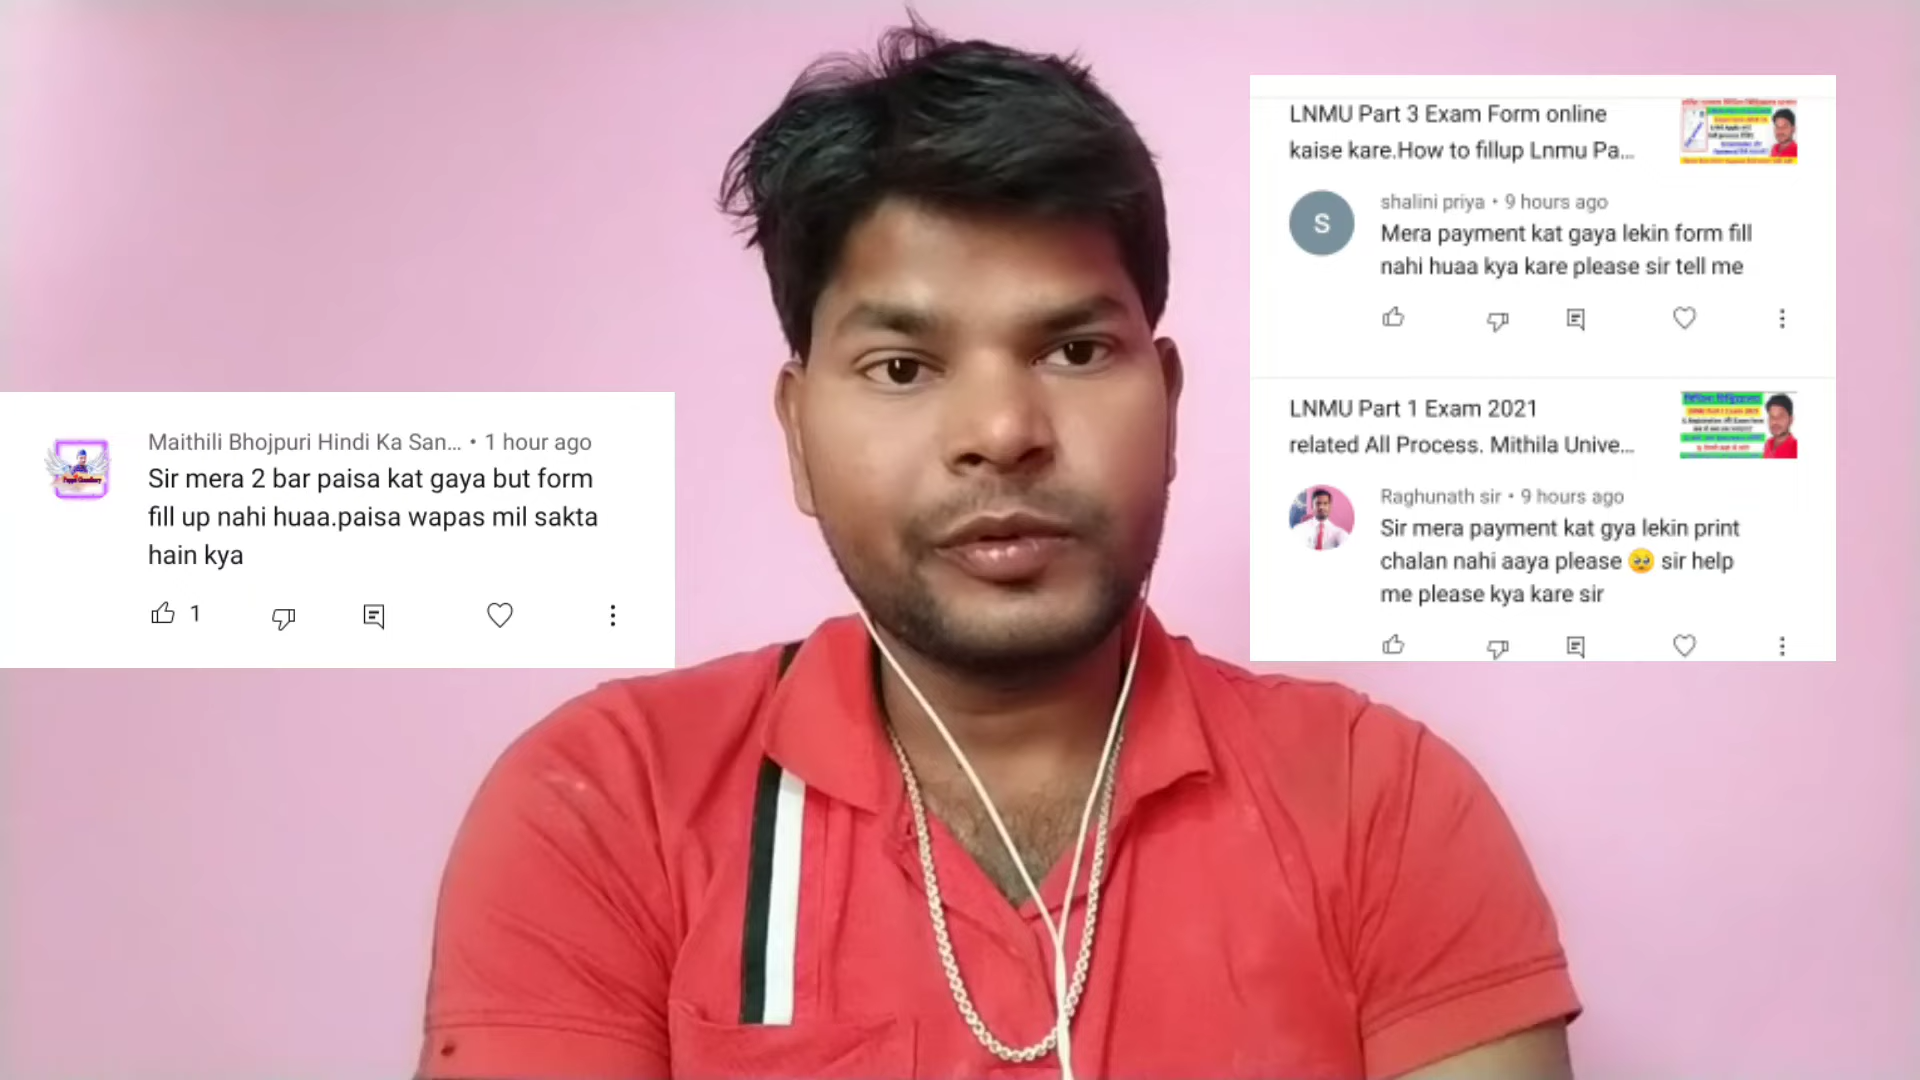 Maithili Bhojpuri Hindi Ka San... • 1 hour ago
Sir mera 2 bar paisa kat gaya but form
fill up nahi huaa.paisa wapas mil sakta
hain kya
1
LNMU Part 3 Exam Form online
kaise kare.How to fillup Lnmu Pa...
S
shalini priya • 9 hours ago
Mera payment kat gaya lekin form fill
nahi huaa kya kare please sir tell me
LNMU Part 1 Exam 2021
related All Process. Mithila Unive...
Raghunath sir • 9 hours ago
Sir mera payment kat gya lekin print
chalan nahi aaya please 🥺 sir help
me please kya kare sir